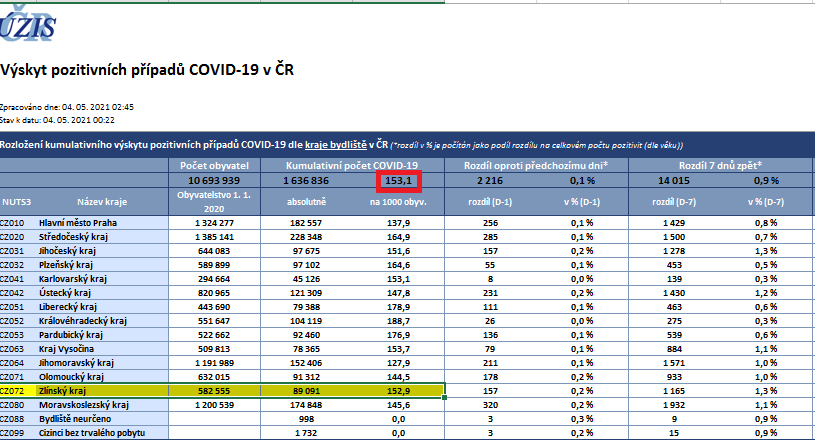 ÚZIS
ČR
Výskyt pozitivních případů COVID-19 v ČR
Zpracováno dne: 04. 05. 2021 02:45
Stav k datu: 04. 05. 2021 00:22
Rozložení kumulativního výskytu pozitivních případů COVID-19 dle kraje bydliště v ČR (*rozdíl v % je počítán jako podíl rozdílu na celkovém počtu pozitivit (dle věku))
Počet obyvatel Kumulativní počet COVID-19 Rozdíl oproti předchozímu dni* Rozdíl 7 dnů zpět*
10 693 939 1 636 836 153,1 2 216 0,1 % 14 015 0,9 %
NUTS3 Název kraje Obyvatelstvo 1. 1. 2020 absolutně na 1000 obyv. rozdíl (D-1) v % (D-1) rozdíl (D-7) v % (D-7)
CZ010 Hlavní město Praha 1 324 277 182 557 137,9 256 0,1 % 1 429 0,8 %
CZ020 Středočeský kraj 1 385 141 228 348 164,9 285 0,1 % 1 500 0,7 %
CZ031 Jihočeský kraj 644 083 97 675 151,6 157 0,2 % 1 278 1,3 %
CZ032 Plzeňský kraj 589 899 97 102 164,6 55 0,1 % 453 0,5 %
CZ041 Karlovarský kraj 294 664 45 126 153,1 8 0,0 % 139 0,3 %
CZ042 Ústecký kraj 820 965 121 309 147,8 231 0,2 % 1 430 1,2 %
CZ051 Liberecký kraj 443 690 79 388 178,9 111 0,1 % 463 0,6 %
CZ052 Královéhradecký kraj 551 647 104 119 188,7 26 0,0 % 275 0,3 %
CZ053 Pardubický kraj 522 662 92 460 176,9 136 0,1 % 539 0,6 %
CZ063 Kraj Vysočina 509 813 78 365 153,7 79 0,1 % 884 1,1 %
CZ064 Jihomoravský kraj 1 191 989 152 406 127,9 211 0,1 % 1 571 1,0 %
CZ071 Olomoucký kraj 632 015 91 312 144,5 178 0,2 % 933 1,0 %
CZ072 Zlínský kraj 582 555 89 091 152,9 157 0,2 % 1 165 1,3 %
CZ080 Moravskoslezský kraj 1 200 539 174 848 145,6 320 0,2 % 1 932 1,1 %
CZ088 Bydliště neurčeno 998 0,0 3 0,3 % 9 0,9 %
CZ099 Cizinci bez trvalého pobytu 1 732 0,0 3 0,2 % 15 0,9 %